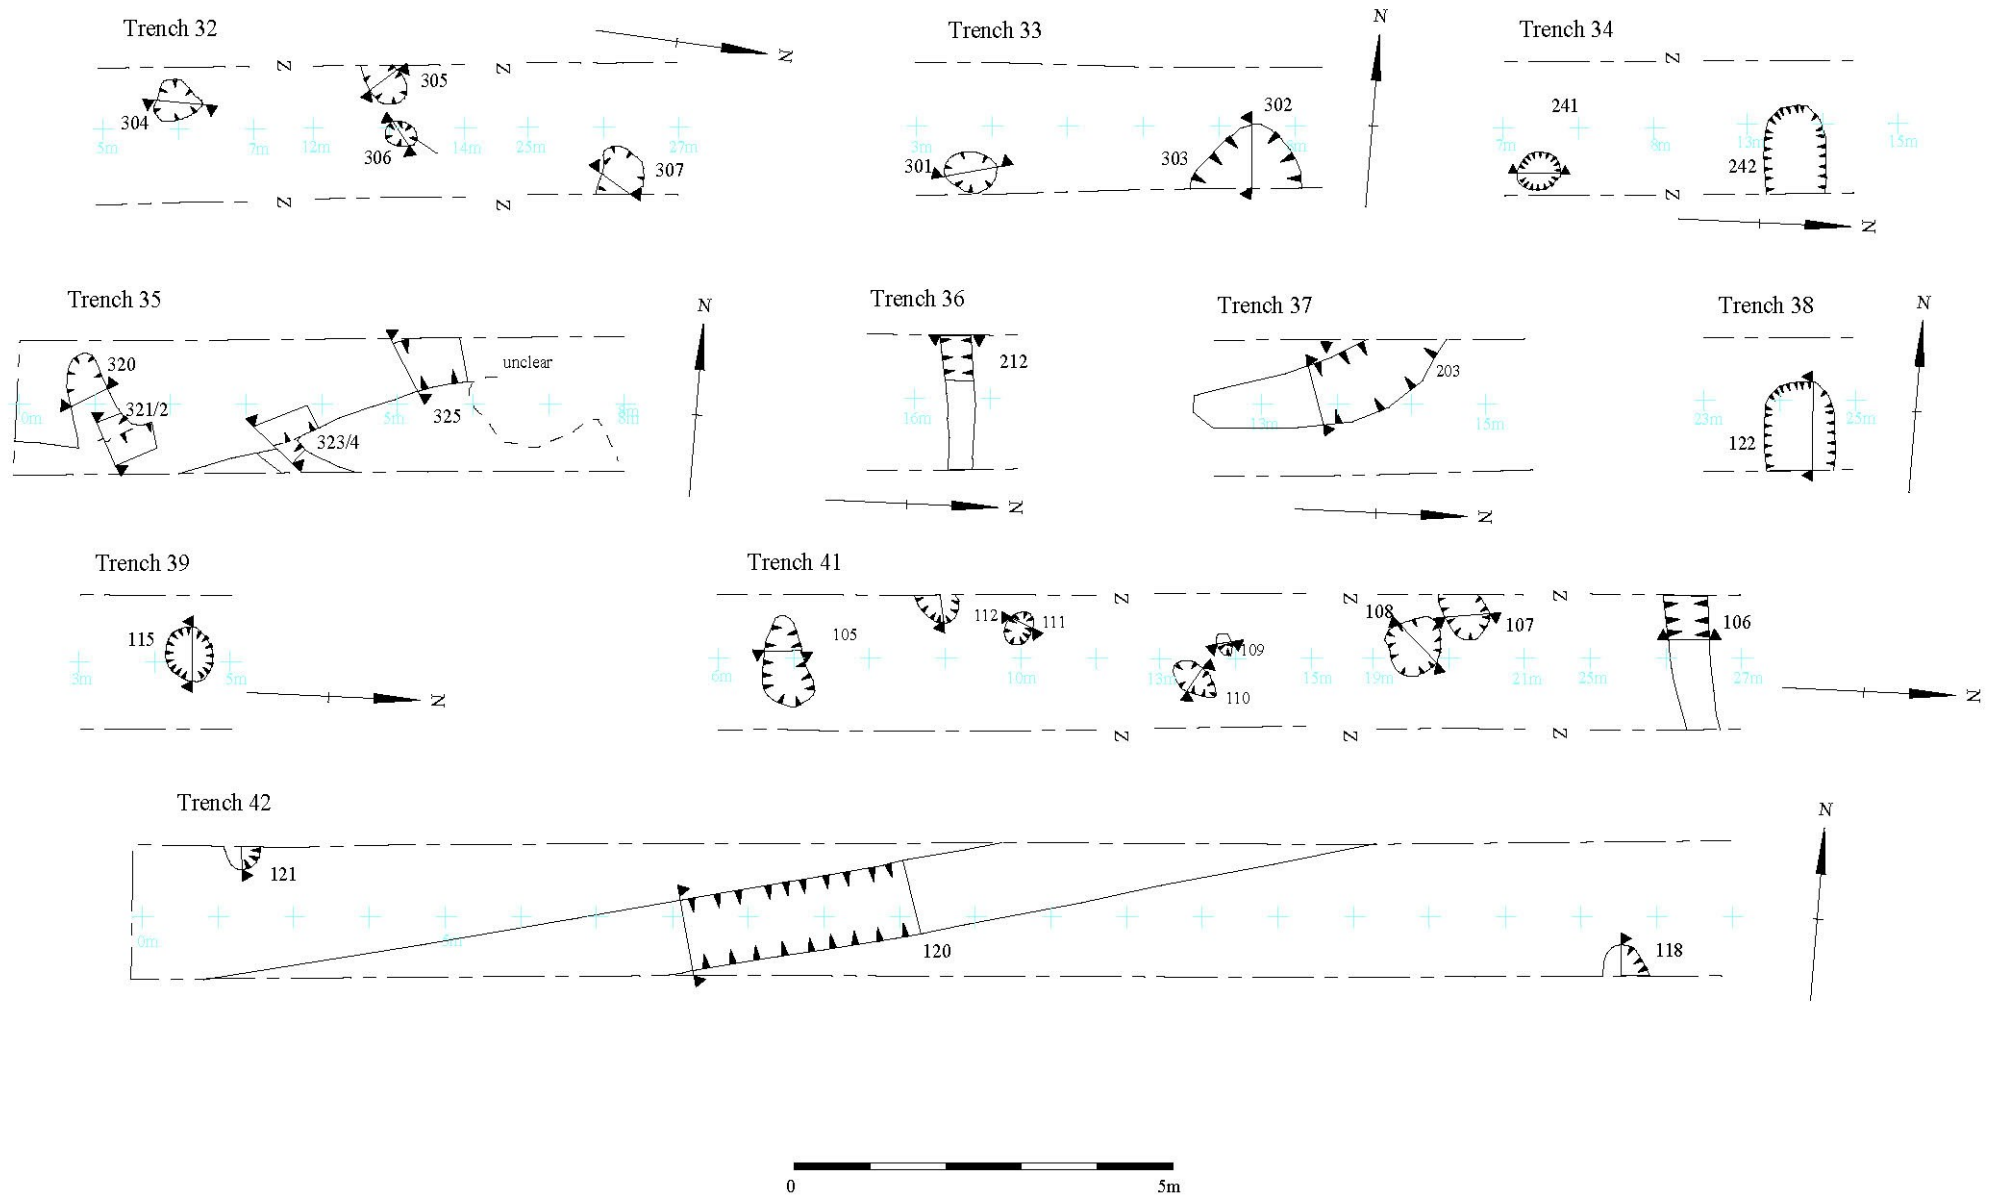 Trench 32
N
Z
Z
305
304
306
307
5m
7m
12m
14m
25m
27m
Z
Z
Trench 33
N
302
303
301
3m
Trench 34
Z
241
242
7m
8m
13m
15m
Z
N
Trench 35
N
320
321/2
unclear
325
323/4
0m
5m
8m
8m
Trench 36
212
16m
N
Trench 37
203
13m
15m
N
Trench 38
N
122
23m
25m
Trench 39
115
3m
5m
N
Trench 41
Z
Z
Z
105
112
111
108
107
106
109
110
6m
10m
13m
15m
19m
21m
25m
27m
Z
Z
Z
N
Trench 42
N
121
0m
5m
120
118
0
5m